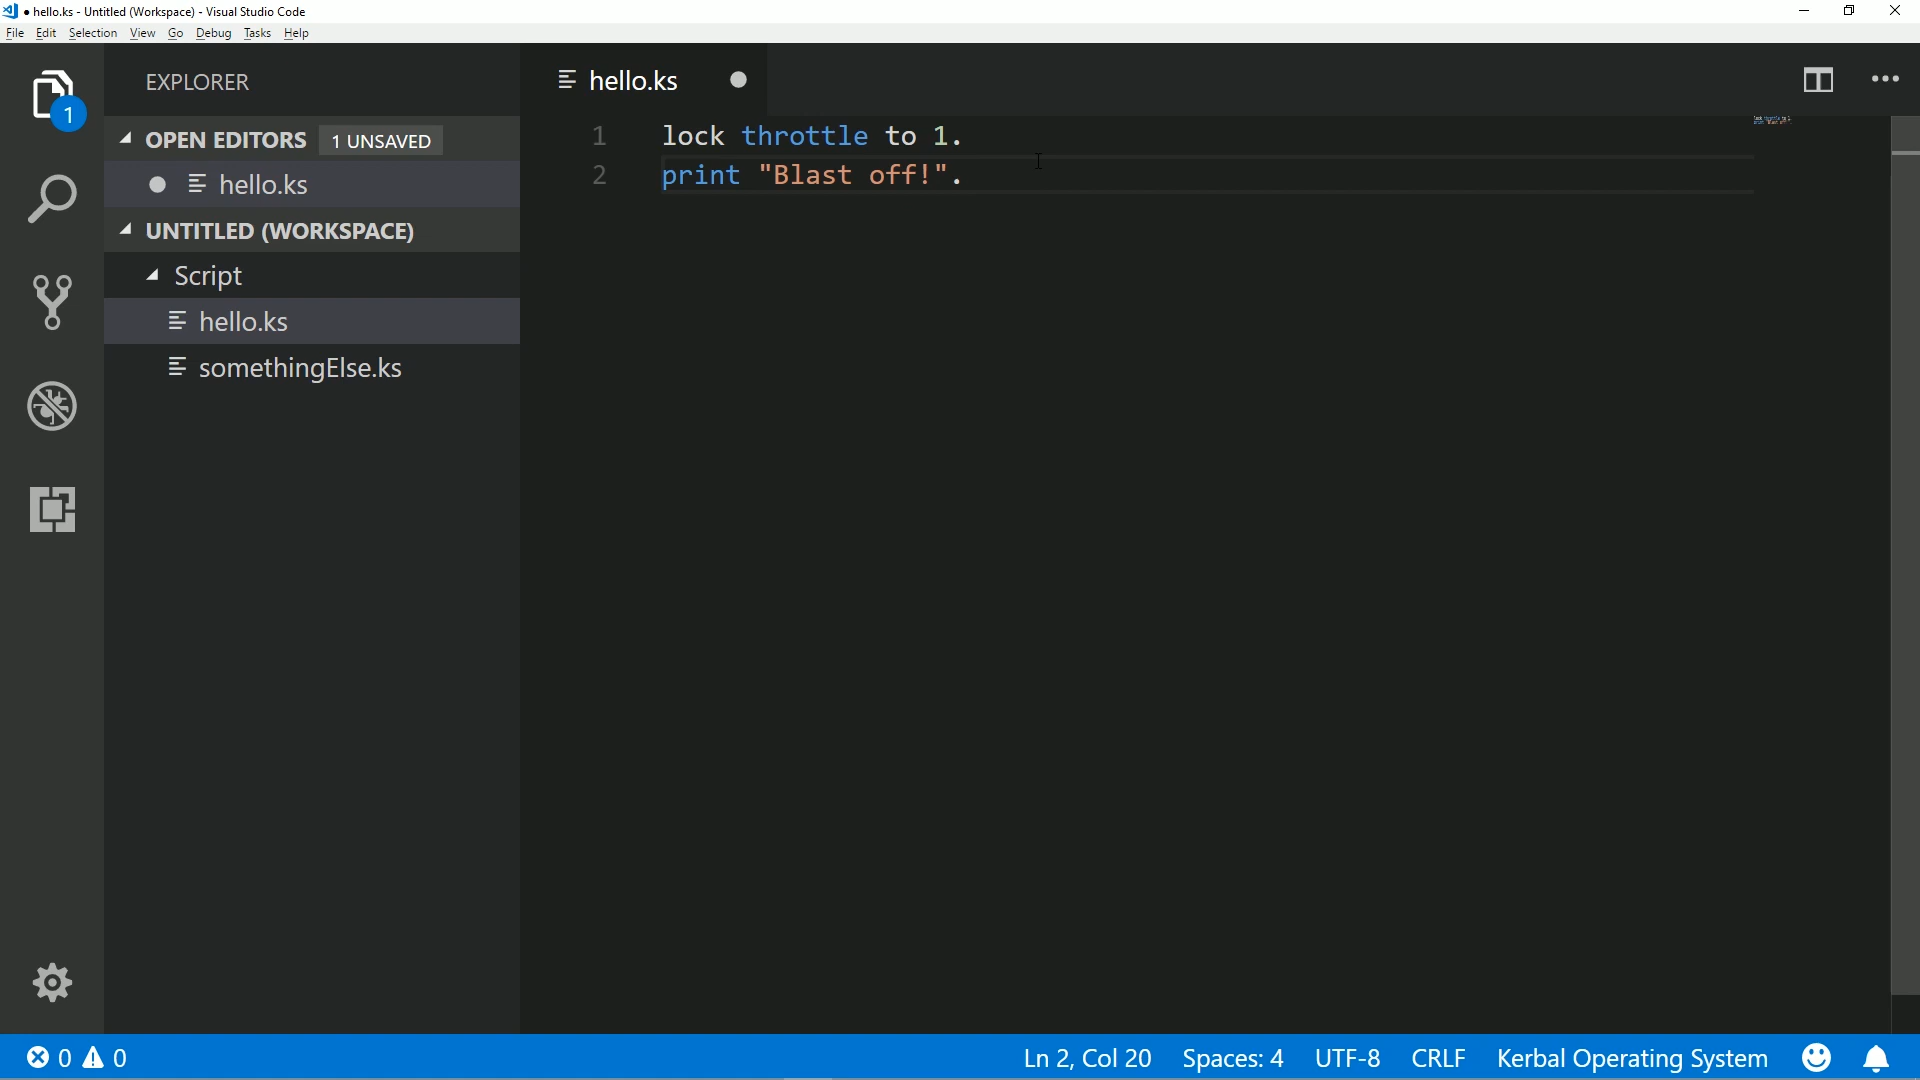 • hello.ks - Untitled (Workspace) - Visual Studio Code
File Edit Selection View Go Debug Tasks Help
1
EXPLORER
OPEN EDITORS 1 UNSAVED
hello.ks
UNTITLED (WORKSPACE)
Script
hello.ks
somethingElse.ks
hello.ks
1 lock throttle to 1.
2 print "Blast off!".
0 0 Ln 2, Col 20 Spaces: 4 UTF-8 CRLF Kerbal Operating System